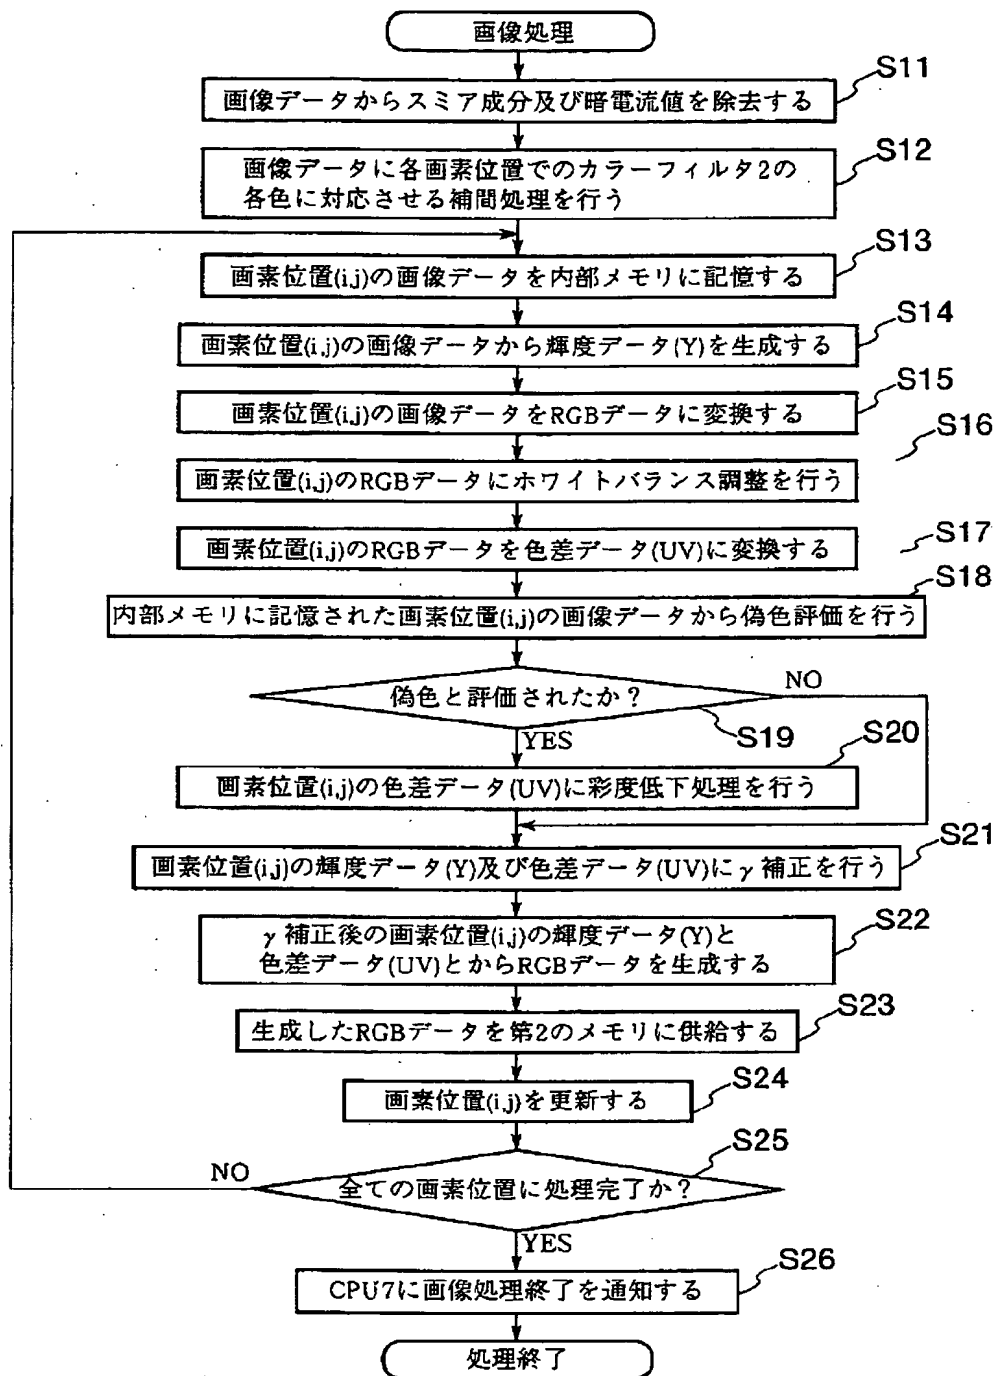 画像処理
S11
画像データからスミア成分及び暗電流値を除去する
S12
画像データに各画素位置でのカラーフィルタ2の
各色に対応させる補間処理を行う
S13
画素位置(i,j)の画像データを内部メモリに記憶する
S14
画素位置(i,j)の画像データから輝度データ(Y)を生成する
S15
画素位置(i,j)の画像データをRGBデータに変換する
S16
画素位置(i,j)のRGBデータにホワイトバランス調整を行う
S17
画素位置(i,j)のRGBデータを色差データ(UV)に変換する
S18
内部メモリに記憶された画素位置(i,j)の画像データから偽色評価を行う
偽色と評価されたか？
NO
S19
YES
S20
画素位置(i,j)の色差データ(UV)に彩度低下処理を行う
S21
画素位置(i,j)の輝度データ(Y)及び色差データ(UV)にγ補正を行う
S22
γ補正後の画素位置(i,j)の輝度データ(Y)と
色差データ(UV)とからRGBデータを生成する
S23
生成したRGBデータを第2のメモリに供給する
S24
画素位置(i,j)を更新する
S25
NO
全ての画素位置に処理完了か？
YES
S26
CPU7に画像処理終了を通知する
処理終了